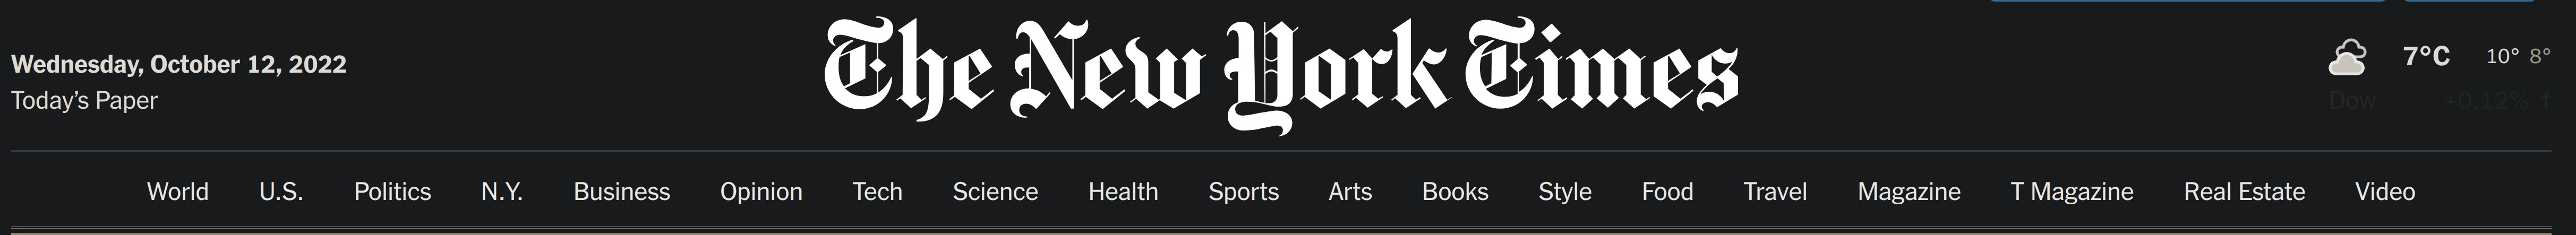 Wednesday, October 12, 2022
Today's Paper
The New York Times
7°C 10° 8°
Dow +0.12% ↑
World U.S. Politics N.Y. Business Opinion Tech Science Health Sports Arts Books Style Food Travel Magazine T Magazine Real Estate Video